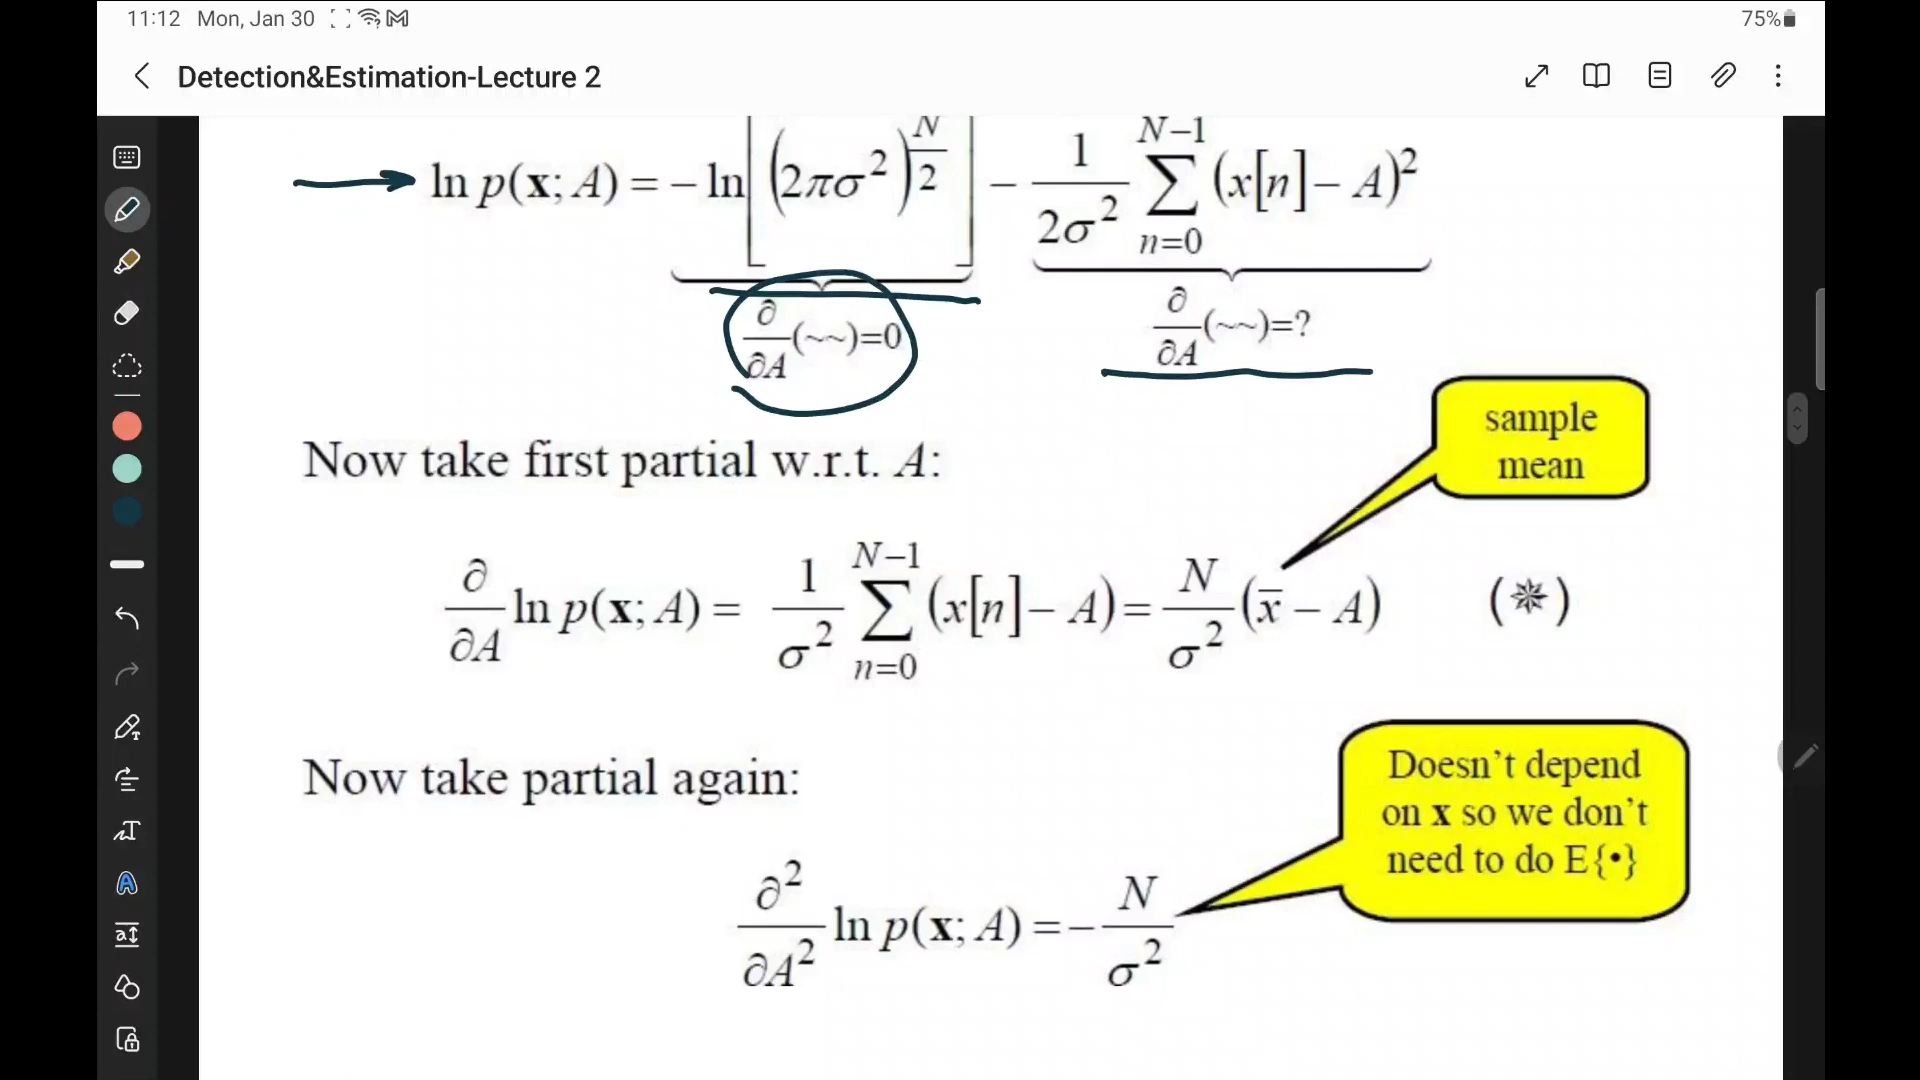 11:12 Mon, Jan 30 75%
Detection&Estimation-Lecture 2
ln p(x; A) = − ln[(2πσ²)^{N/2}] − 1/(2σ²) ∑_{n=0}^{N−1} (x[n] − A)²
∂/∂A (~~)=0 ∂/∂A (~~)=?
sample
mean
Now take first partial w.r.t. A:
∂/∂A ln p(x; A) = 1/σ² ∑_{n=0}^{N−1} (x[n] − A) = N/σ² (x̄ − A) (✵)
Now take partial again:
Doesn’t depend
on x so we don’t
need to do E{•}
∂²/∂A² ln p(x; A) = − N/σ²